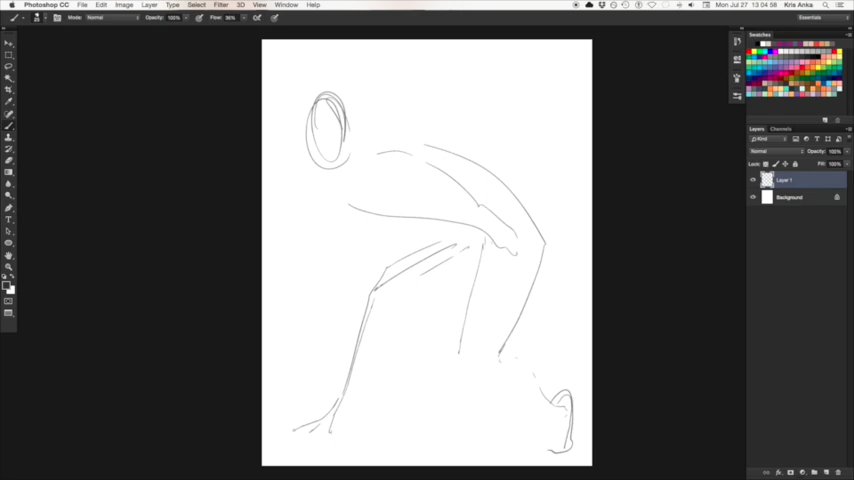 Photoshop CC File Edit Image Layer Type Select Filter 3D View Window Help Mon Jul 27 13:04:58 Kris Anka
Mode: Normal Opacity: 100% Flow: 36% Essentials
Swatches
Layers Channels
Kind
Normal Opacity: 100%
Lock: Fill: 100%
Layer 1
Background